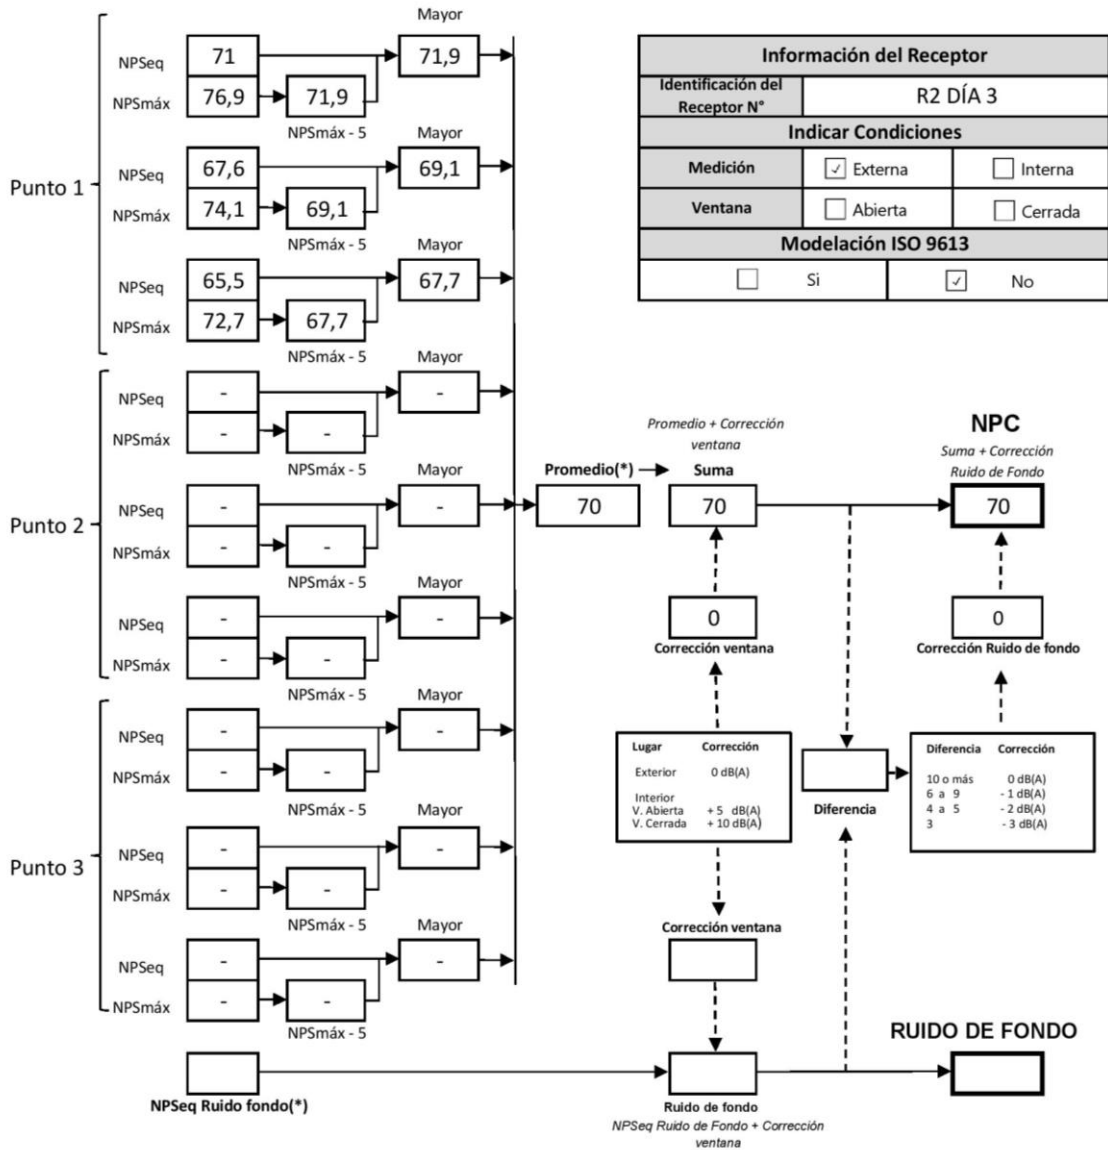 Mayor
NPSeq 71 71,9
NPSmáx 76,9 71,9
NPSmáx - 5
Mayor
Punto 1
NPSeq 67,6 69,1
NPSmáx 74,1 69,1
NPSmáx - 5
Mayor
NPSeq 65,5 67,7
NPSmáx 72,7 67,7
NPSmáx - 5
Información del Receptor
Identificación del
Receptor N° R2 DÍA 3
Indicar Condiciones
Medición ✓ Externa Interna
Ventana Abierta Cerrada
Modelación ISO 9613
Si ✓ No
Mayor
NPSeq - -
NPSmáx - -
NPSmáx - 5
Mayor
Punto 2
NPSeq - -
NPSmáx - -
NPSmáx - 5
Mayor
NPSeq - -
NPSmáx - -
NPSmáx - 5
Mayor
NPSeq - -
NPSmáx - -
NPSmáx - 5
Punto 3
Mayor
NPSeq - -
NPSmáx - -
NPSmáx - 5
Mayor
NPSeq - -
NPSmáx - -
NPSmáx - 5
NPSeq Ruido fondo(*)
Promedio(*)
70
Promedio + Corrección
ventana
Suma
70
0
Corrección ventana
NPC
Suma + Corrección
Ruido de Fondo
70
0
Corrección Ruido de fondo
Lugar Corrección
Exterior 0 dB(A)
Interior
V. Abierta + 5 dB(A)
V. Cerrada + 10 dB(A)
Diferencia
Diferencia Corrección
10 o más 0 dB(A)
6 a 9 - 1 dB(A)
4 a 5 - 2 dB(A)
3 - 3 dB(A)
Corrección ventana
RUIDO DE FONDO
Ruido de fondo
NPSeq Ruido de Fondo + Corrección
ventana